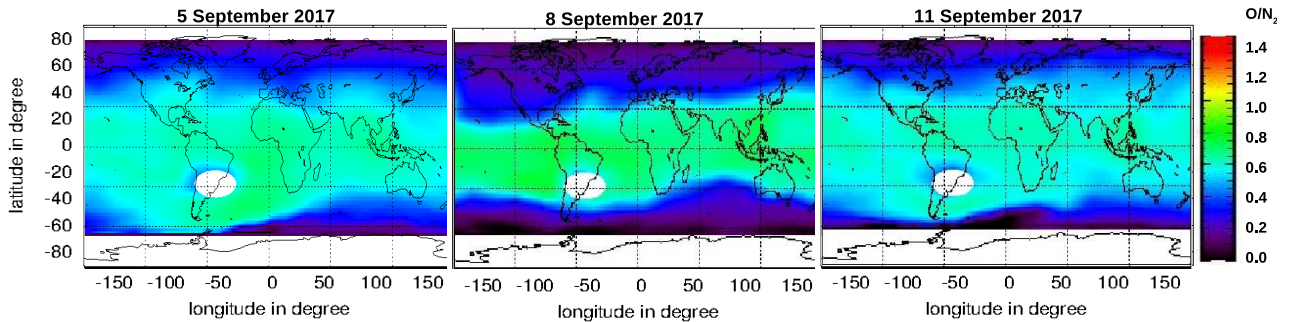 5 September 2017
8 September 2017
11 September 2017
O/N2
latitude in degree
80
60
40
20
0
-20
-40
-60
-80
1.4
1.2
1.0
0.8
0.6
0.4
0.2
0.0
-150 -100 -50 0 50 100 150
-150 -100 -50 0 50 100 150
-150 -100 -50 0 50 100 150
longitude in degree
longitude in degree
longitude in degree